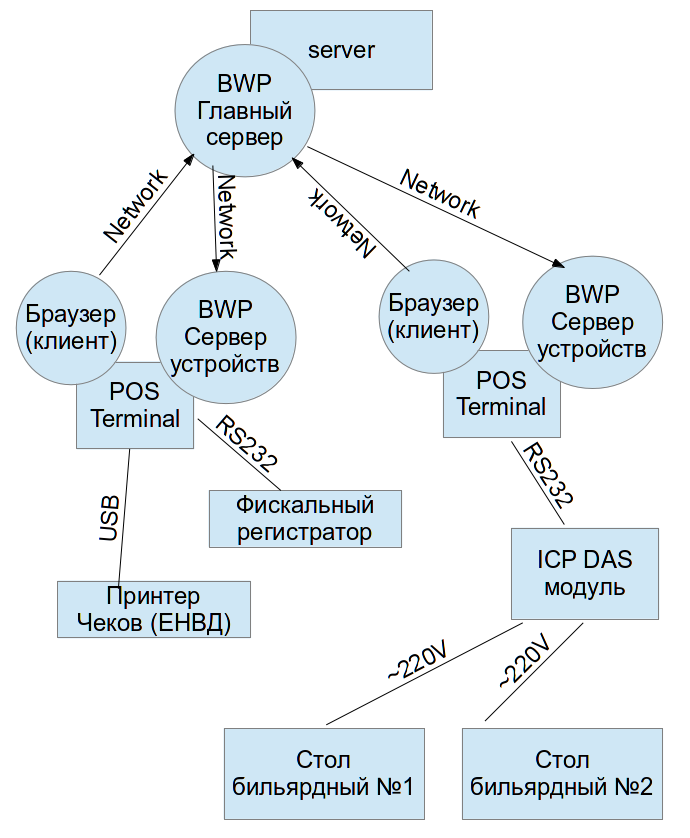 server
BWP
Главный
сервер
Network
Network
Network
Network
Браузер
(клиент)
BWP
Сервер
устройств
Браузер
(клиент)
BWP
Сервер
устройств
POS
Terminal
POS
Terminal
RS232
USB
RS232
Фискальный
регистратор
ICP DAS
модуль
Принтер
Чеков (ЕНВД)
~220V
~220V
Стол
бильярдный №1
Стол
бильярдный №2